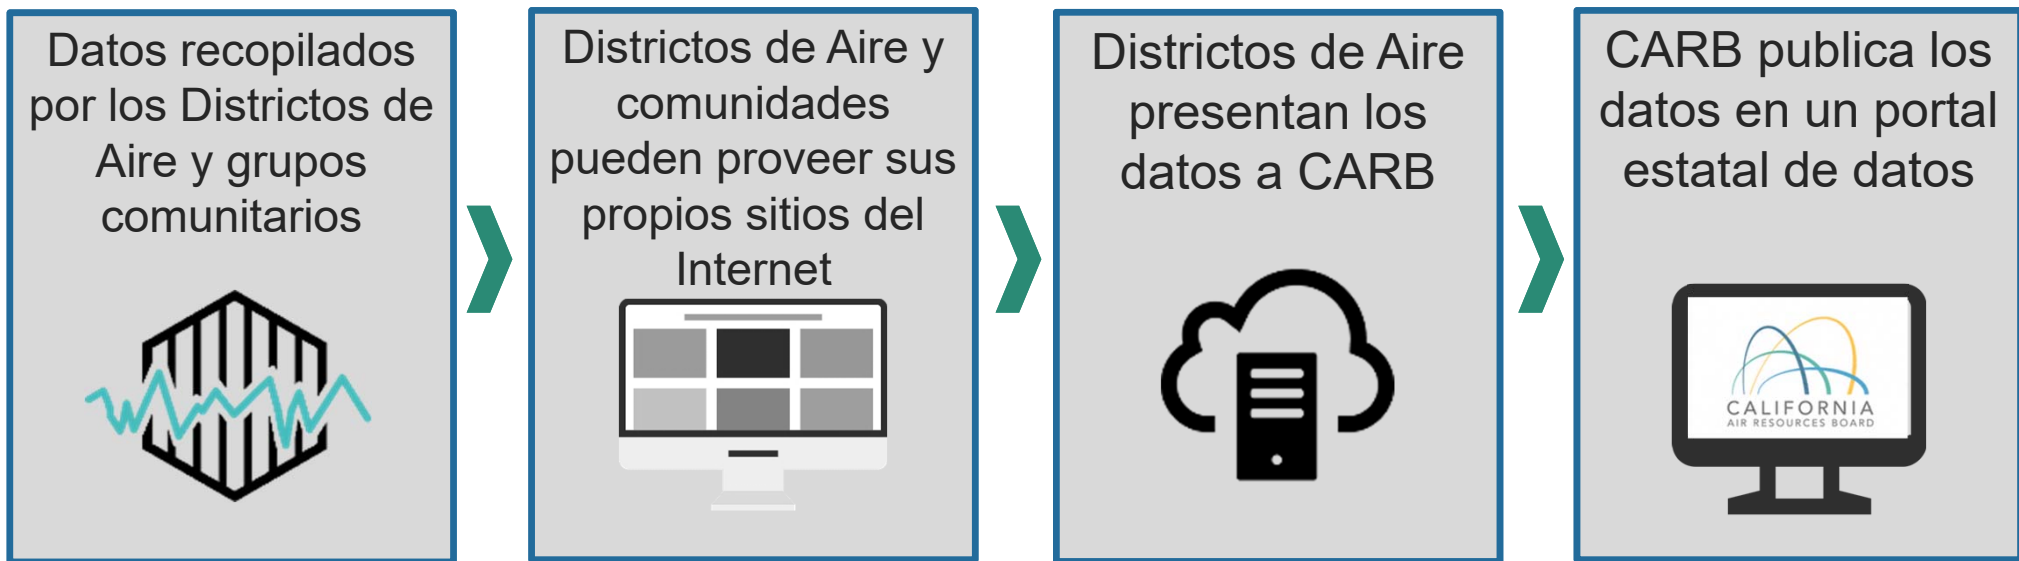 Datos recopilados
por los Districtos de
Aire y grupos
comunitarios
Districtos de Aire y
comunidades
pueden proveer sus
propios sitios del
Internet
Districtos de Aire
presentan los
datos a CARB
CARB publica los
datos en un portal
estatal de datos
CALIFORNIA
AIR RESOURCES BOARD